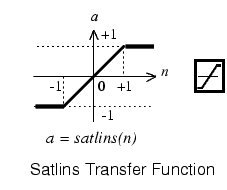 a
+1
-1
0
+1
n
-1
a = satlins(n)
Satlins Transfer Function